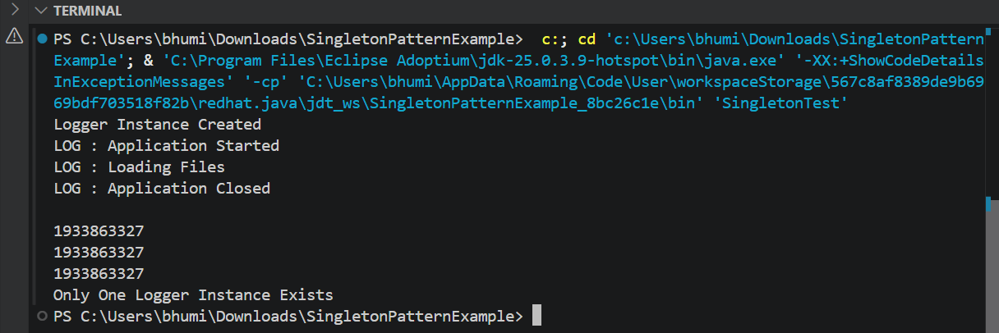 TERMINAL
PS C:\Users\bhumi\Downloads\SingletonPatternExample>  c:; cd 'c:\Users\bhumi\Downloads\SingletonPattern
Example'; & 'C:\Program Files\Eclipse Adoptium\jdk-25.0.3.9-hotspot\bin\java.exe' '-XX:+ShowCodeDetails
InExceptionMessages' '-cp' 'C:\Users\bhumi\AppData\Roaming\Code\User\workspaceStorage\567c8af8389de9b69
69bdf703518f82b\redhat.java\jdt_ws\SingletonPatternExample_8bc26c1e\bin' 'SingletonTest'
Logger Instance Created
LOG : Application Started
LOG : Loading Files
LOG : Application Closed

1933863327
1933863327
1933863327
Only One Logger Instance Exists
PS C:\Users\bhumi\Downloads\SingletonPatternExample>